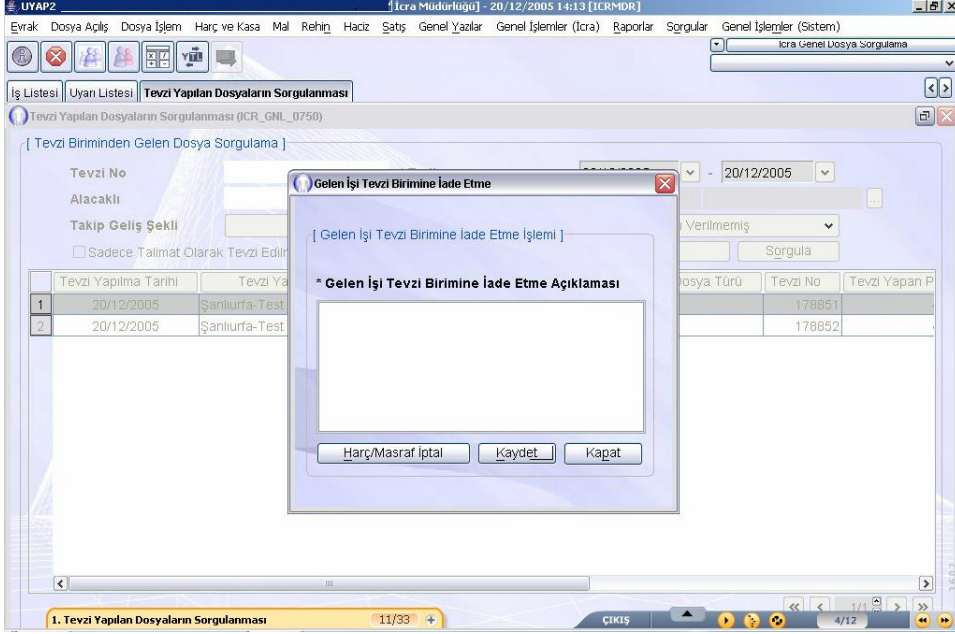 UYAP2 İcra Müdürlüğü] - 20/12/2005 14:13 [ICRMDR]
Evrak Dosya Açılış Dosya İşlem Harç ve Kasa Mal Rehin Haciz Satış Genel Yazılar Genel İşlemler (İcra) Raporlar Sorgular Genel İşlemler (Sistem)
İcra Genel Dosya Sorgulama
İş Listesi Uyarı Listesi Tevzi Yapılan Dosyaların Sorgulanması
Tevzi Yapılan Dosyaların Sorgulanması (ICR_GNL_0750)
[ Tevzi Biriminden Gelen Dosya Sorgulama ]
Tevzi No - 20/12/2005
Gelen İşi Tevzi Birimine İade Etme
Alacaklı ...
Takip Geliş Şekli Verilmemiş
[ Gelen İşi Tevzi Birimine İade Etme İşlemi ]
Sadece Talimat Olarak Tevzi Sorgula
Tevzi Yapılma Tarihi Tevzi Ya Dosya Türü Tevzi No Tevzi Yapan P
* Gelen İşi Tevzi Birimine İade Etme Açıklaması
1 20/12/2005 Şanlıurfa-Test 178851
2 20/12/2005 Şanlıurfa-Test 178852
Harç/Masraf İptal Kaydet Kapat
1/1
1. Tevzi Yapılan Dosyaların Sorgulanması 11/33 + ÇIKIŞ 4/12